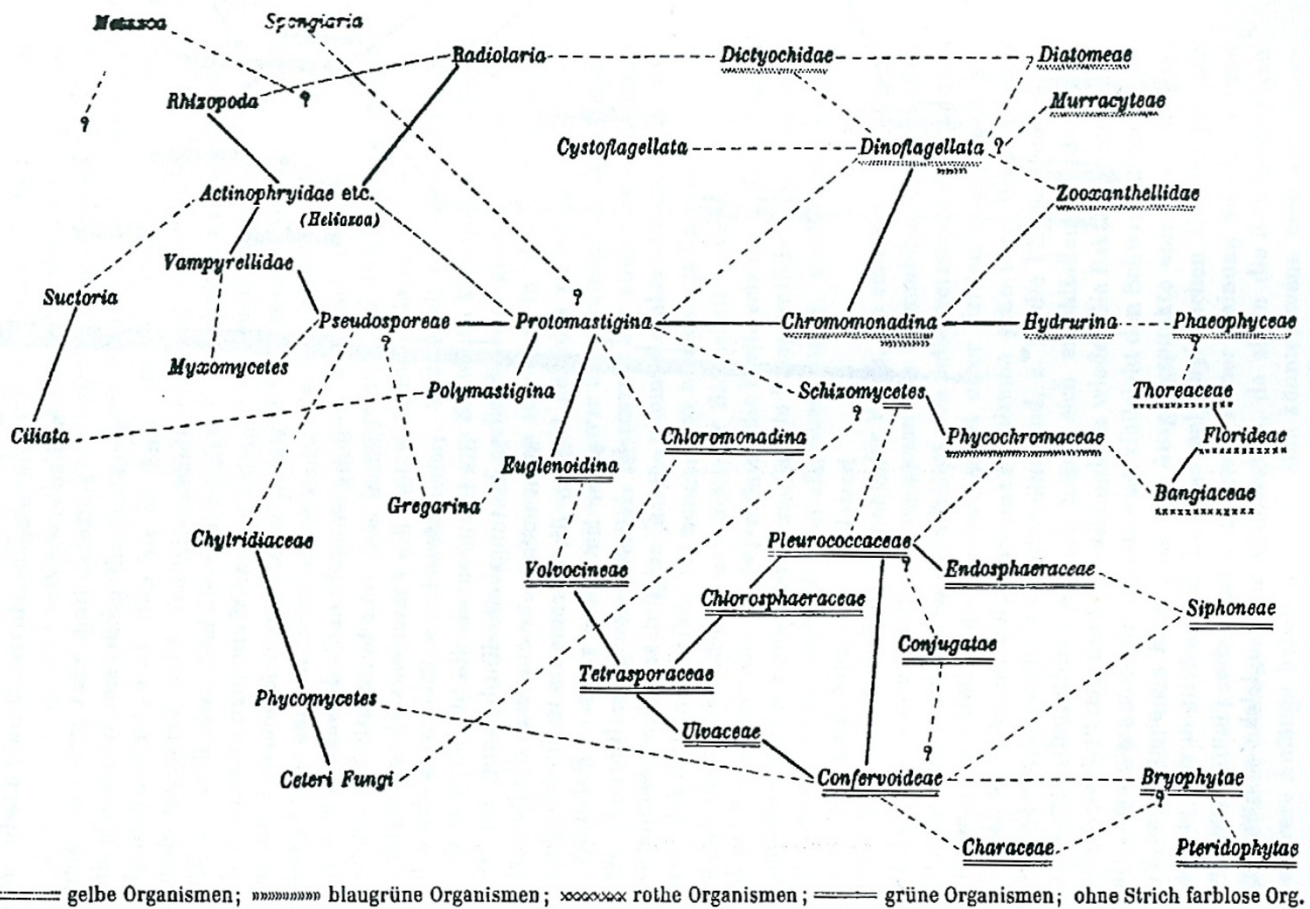 Metazoa Spongiaria
Radiolaria Dictyochidae Diatomeae
Rhizopoda ? Murracyteae
?
Cystoflagellata Dinoflagellata ?
Actinophryidae etc. Zooxanthellidae
(Heliozoa)
Vampyrellidae
Suctoria ?
Pseudosporeae Protomastigina Chromomonadina Hydrurina Phaeophyceae
? ?
Myxomycetes
Polymastigina Schizomycetes Thoreaceae
?
Ciliata Chloromonadina Phycochromaceae Florideae
Euglenoidina
Gregarina Bangiaceae
Chytridiaceae Pleurococcaceae
?
Volvocineae Endosphaeraceae
Chlorosphaeraceae Siphoneae
Conjugatae
Tetrasporaceae
Phycomycetes
Ulvaceae
?
Ceteri Fungi Confervoideae Bryophytae
?
Characeae Pteridophytae
gelbe Organismen; »»»»»»»»» blaugrüne Organismen; xxxxxxxx rothe Organismen; grüne Organismen; ohne Strich farblose Org.